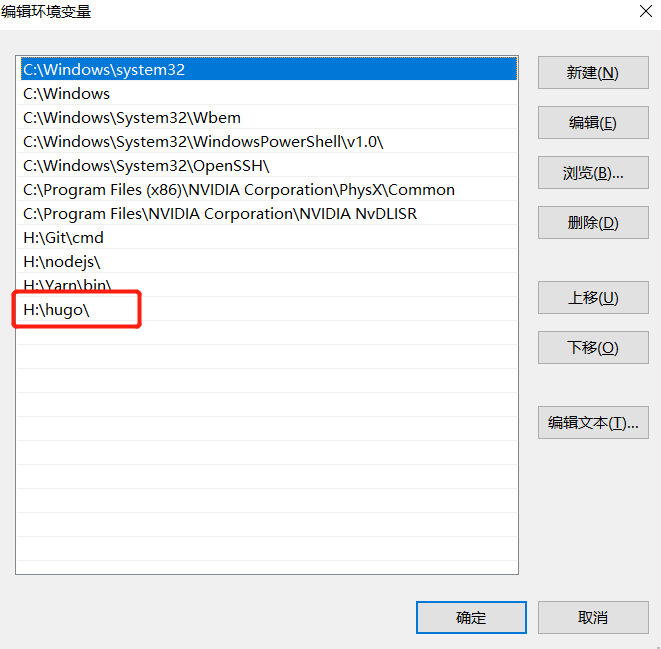 编辑环境变量
C:\Windows\system32
C:\Windows
C:\Windows\System32\Wbem
C:\Windows\System32\WindowsPowerShell\v1.0\
C:\Windows\System32\OpenSSH\
C:\Program Files (x86)\NVIDIA Corporation\PhysX\Common
C:\Program Files\NVIDIA Corporation\NVIDIA NvDLISR
H:\Git\cmd
H:\nodejs\
H:\Yarn\bin\
H:\hugo\
新建(N)
编辑(E)
浏览(B)...
删除(D)
上移(U)
下移(O)
编辑文本(T)...
确定
取消